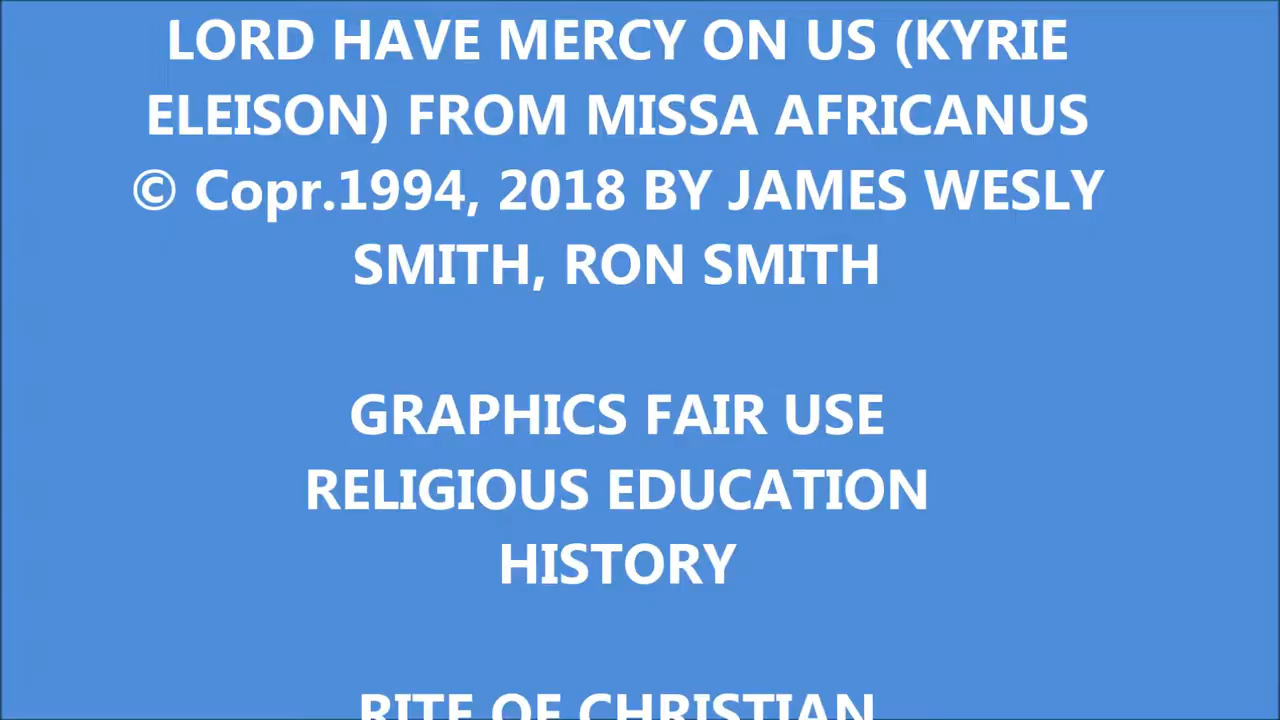 LORD HAVE MERCY ON US (KYRIE
ELEISON) FROM MISSA AFRICANUS
© Copr.1994, 2018 BY JAMES WESLY
SMITH, RON SMITH
GRAPHICS FAIR USE
RELIGIOUS EDUCATION
HISTORY
RITE OF CHRISTIAN